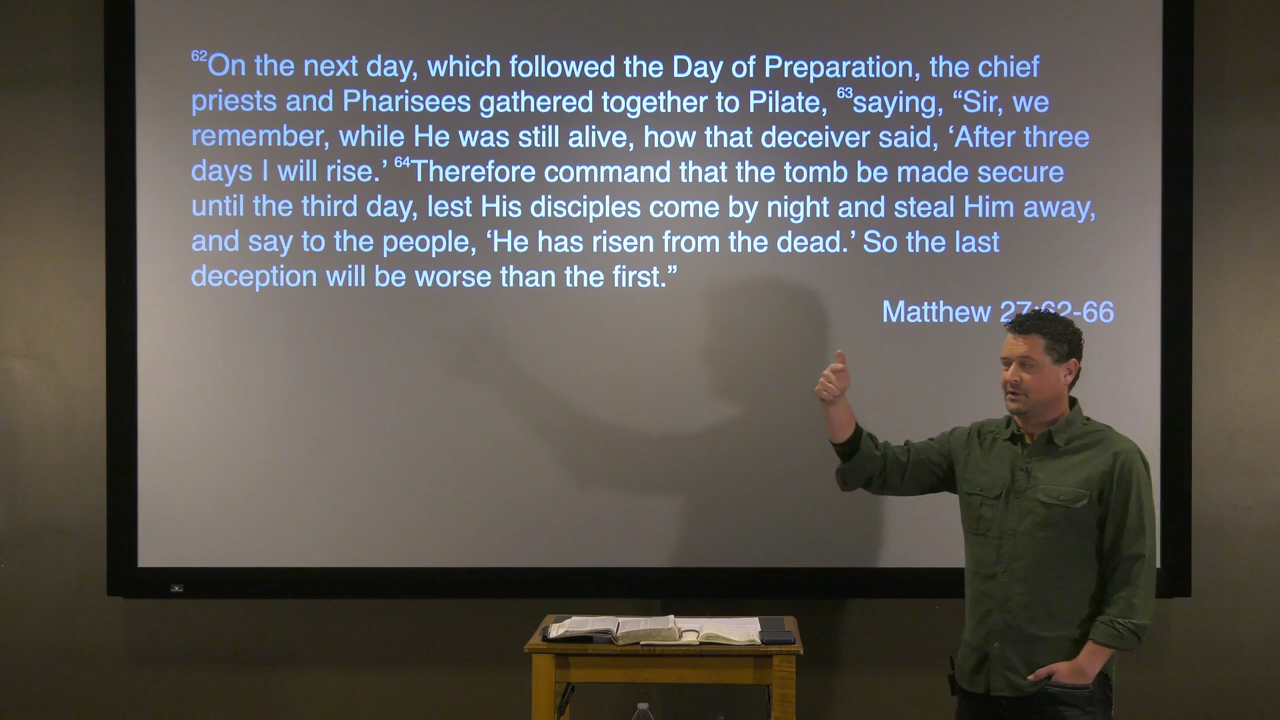 ⁶²On the next day, which followed the Day of Preparation, the chief
priests and Pharisees gathered together to Pilate, ⁶³saying, “Sir, we
remember, while He was still alive, how that deceiver said, ‘After three
days I will rise.’ ⁶⁴Therefore command that the tomb be made secure
until the third day, lest His disciples come by night and steal Him away,
and say to the people, ‘He has risen from the dead.’ So the last
deception will be worse than the first.”
Matthew 27:62-66